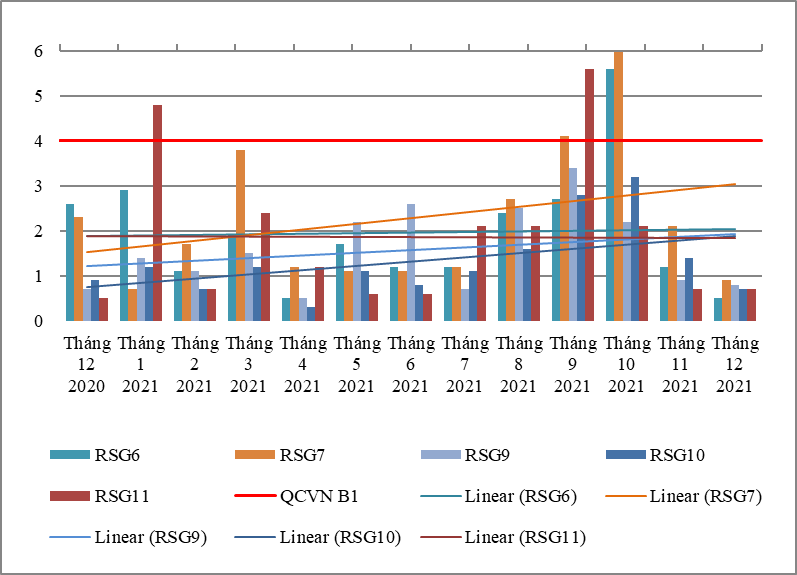 6
5
4
3
2
1
0
Tháng 12 2020
Tháng 1 2021
Tháng 2 2021
Tháng 3 2021
Tháng 4 2021
Tháng 5 2021
Tháng 6 2021
Tháng 7 2021
Tháng 8 2021
Tháng 9 2021
Tháng 10 2021
Tháng 11 2021
Tháng 12 2021
RSG6 RSG7 RSG9 RSG10
RSG11 QCVN B1 Linear (RSG6) Linear (RSG7)
Linear (RSG9) Linear (RSG10) Linear (RSG11)